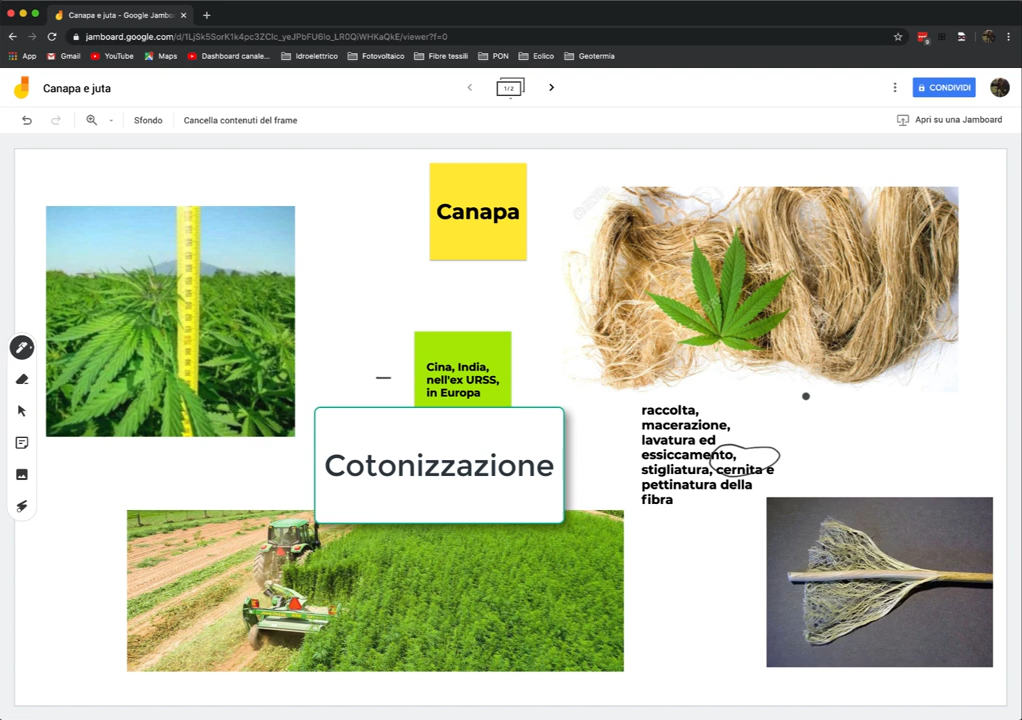 Canapa e juta - Google Jambo
jamboard.google.com/d/1LjSk5SorK1k4pc3ZClc_yeJPbFU6lo_LR0QiWHKaQkE/viewer?f=0
App Gmail YouTube Maps Dashboard canale... Idroelettrico Fotovoltaico Fibre tessili PON Eolico Geotermia
Canapa e juta
1/2
CONDIVIDI
Sfondo
Cancella contenuti del frame
Apri su una Jamboard
Canapa
Cina, India,
nell'ex URSS,
in Europa
Cotonizzazione
raccolta,
macerazione,
lavatura ed
essiccamento,
stigliatura, cernita e
pettinatura della
fibra